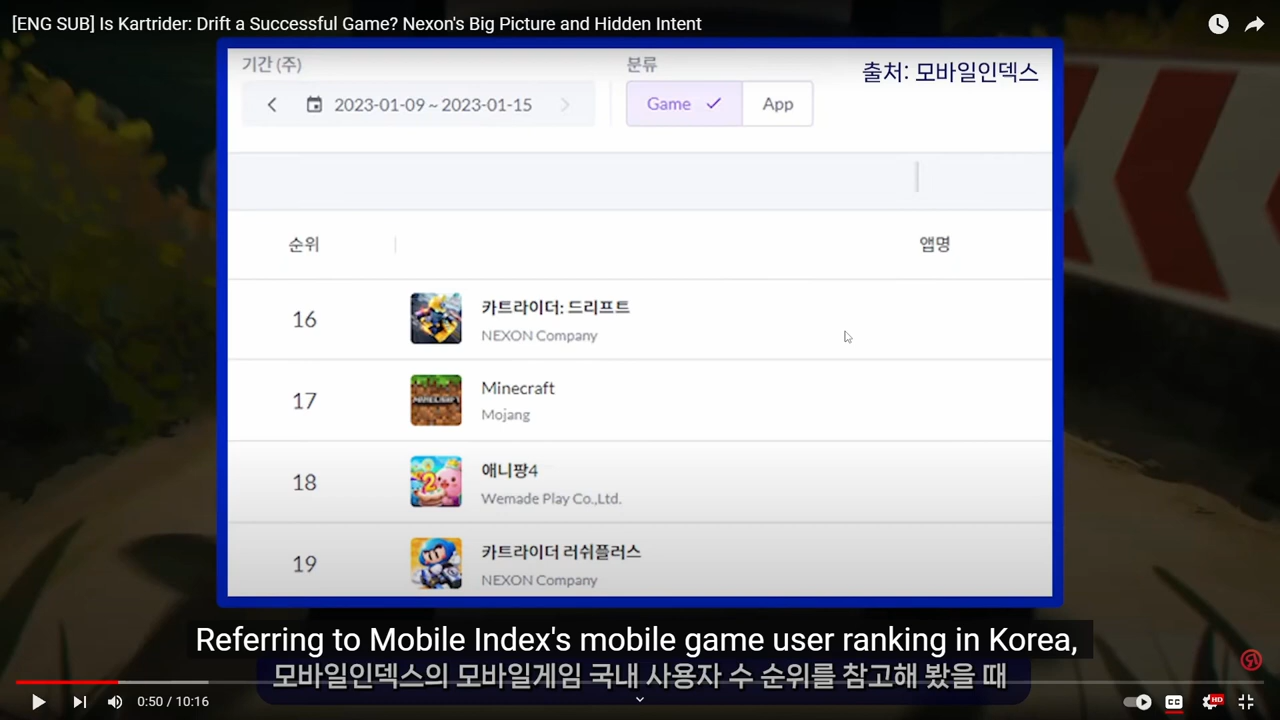 [ENG SUB] Is Kartrider: Drift a Successful Game? Nexon's Big Picture and Hidden Intent
기간 (주)
분류
출처: 모바일인덱스
2023-01-09 ~ 2023-01-15
Game
App
순위
앱명
16
카트라이더: 드리프트
NEXON Company
17
MINECRAFT
Minecraft
Mojang
18
2
애니팡4
Wemade Play Co.,Ltd.
19
카트라이더 러쉬플러스
NEXON Company
Referring to Mobile Index's mobile game user ranking in Korea,
모바일인덱스의 모바일게임 국내 사용자 수 순위를 참고해 봤을 때
0:50 / 10:16
CC
HD